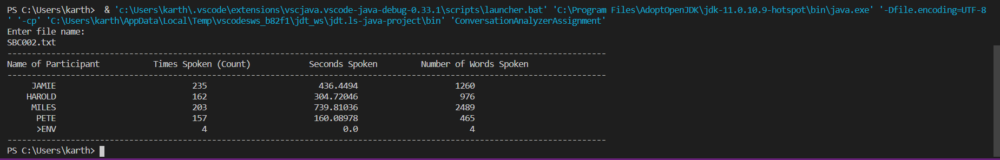 PS C:\Users\karth>  & 'c:\Users\karth\.vscode\extensions\vscjava.vscode-java-debug-0.33.1\scripts\launcher.bat' 'C:\Program Files\AdoptOpenJDK\jdk-11.0.10.9-hotspot\bin\java.exe' '-Dfile.encoding=UTF-8
' '-cp' 'C:\Users\karth\AppData\Local\Temp\vscodesws_b82f1\jdt_ws\jdt.ls-java-project\bin' 'ConversationAnalyzerAssignment'
Enter file name:
SBC002.txt
---------------------------------------------------------------------------------------------------------------------------
Name of Participant           Times Spoken (Count)            Seconds Spoken         Number of Words Spoken
---------------------------------------------------------------------------------------------------------------------------
     JAMIE                            235                       436.4494                    1260
    HAROLD                            162                      304.72046                     976
     MILES                            203                      739.81036                    2489
      PETE                            157                      160.08978                     465
      >ENV                              4                            0.0                       4
---------------------------------------------------------------------------------------------------------------------------
PS C:\Users\karth>